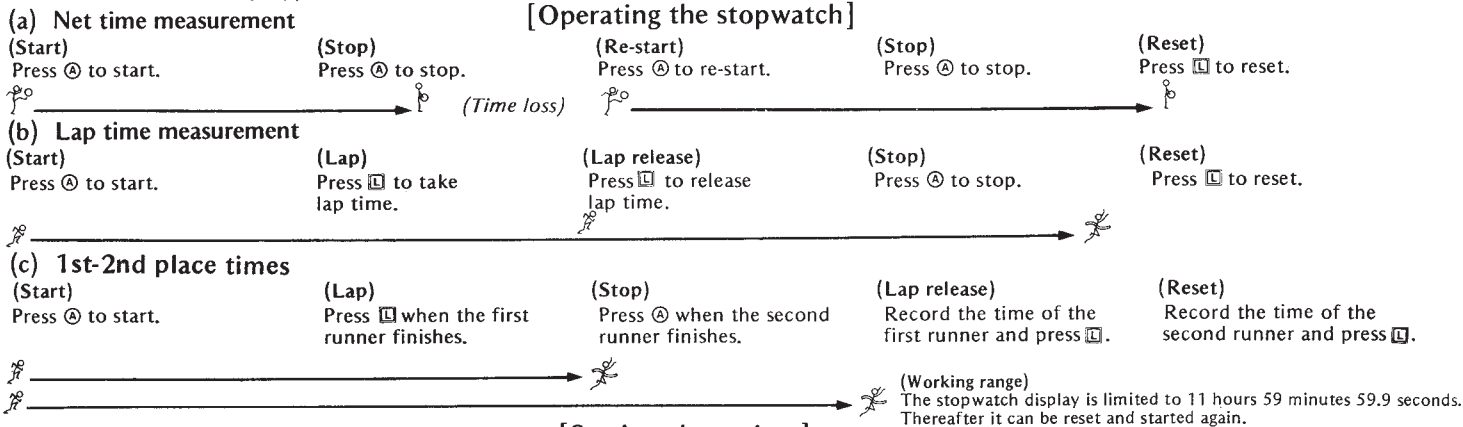 [Operating the stopwatch]
(a) Net time measurement
(Start) (Stop) (Re-start) (Stop) (Reset)
Press Ⓐ to start. Press Ⓐ to stop. Press Ⓐ to re-start. Press Ⓐ to stop. Press 🄻 to reset.
(Time loss)
(b) Lap time measurement
(Start) (Lap) (Lap release) (Stop) (Reset)
Press Ⓐ to start. Press 🄻 to take Press 🄻 to release Press Ⓐ to stop. Press 🄻 to reset.
lap time. lap time.
(c) 1st-2nd place times
(Start) (Lap) (Stop) (Lap release) (Reset)
Press Ⓐ to start. Press 🄻 when the first Press Ⓐ when the second Record the time of the Record the time of the
runner finishes. runner finishes. first runner and press 🄻. second runner and press 🄻.
(Working range)
The stopwatch display is limited to 11 hours 59 minutes 59.9 seconds.
Thereafter it can be reset and started again.